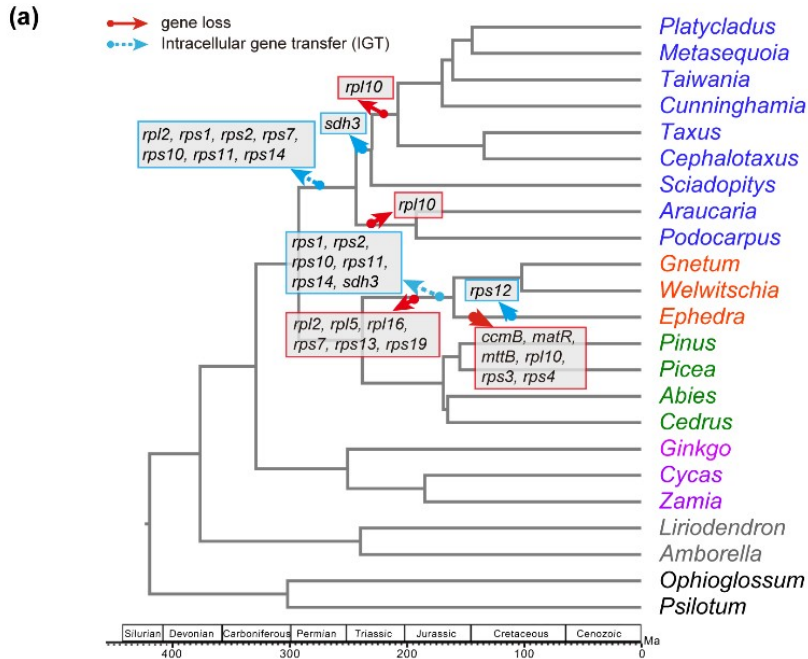 (a)
gene loss
Intracellular gene transfer (IGT)
rpl10
sdh3
rpl2, rps1, rps2, rps7,
rps10, rps11, rps14
rpl10
rps1, rps2,
rps10, rps11,
rps14, sdh3
rps12
rpl2, rpl5, rpl16,
rps7, rps13, rps19
ccmB, matR,
mttB, rpl10,
rps3, rps4
Platycladus
Metasequoia
Taiwania
Cunninghamia
Taxus
Cephalotaxus
Sciadopitys
Araucaria
Podocarpus
Gnetum
Welwitschia
Ephedra
Pinus
Picea
Abies
Cedrus
Ginkgo
Cycas
Zamia
Liriodendron
Amborella
Ophioglossum
Psilotum
Silurian Devonian Carboniferous Permian Triassic Jurassic Cretaceous Cenozoic
400 300 200 100 0 Ma